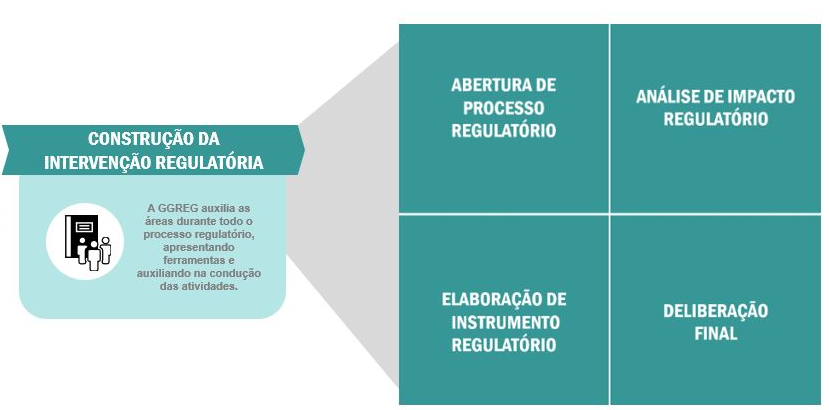 CONSTRUÇÃO DA
INTERVENÇÃO REGULATÓRIA
A GGREG auxilia as
áreas durante todo o
processo regulatório,
apresentando
ferramentas e
auxiliando na condução
das atividades.
ABERTURA DE
PROCESSO
REGULATÓRIO
ANÁLISE DE IMPACTO
REGULATÓRIO
ELABORAÇÃO DE
INSTRUMENTO
REGULATÓRIO
DELIBERAÇÃO
FINAL